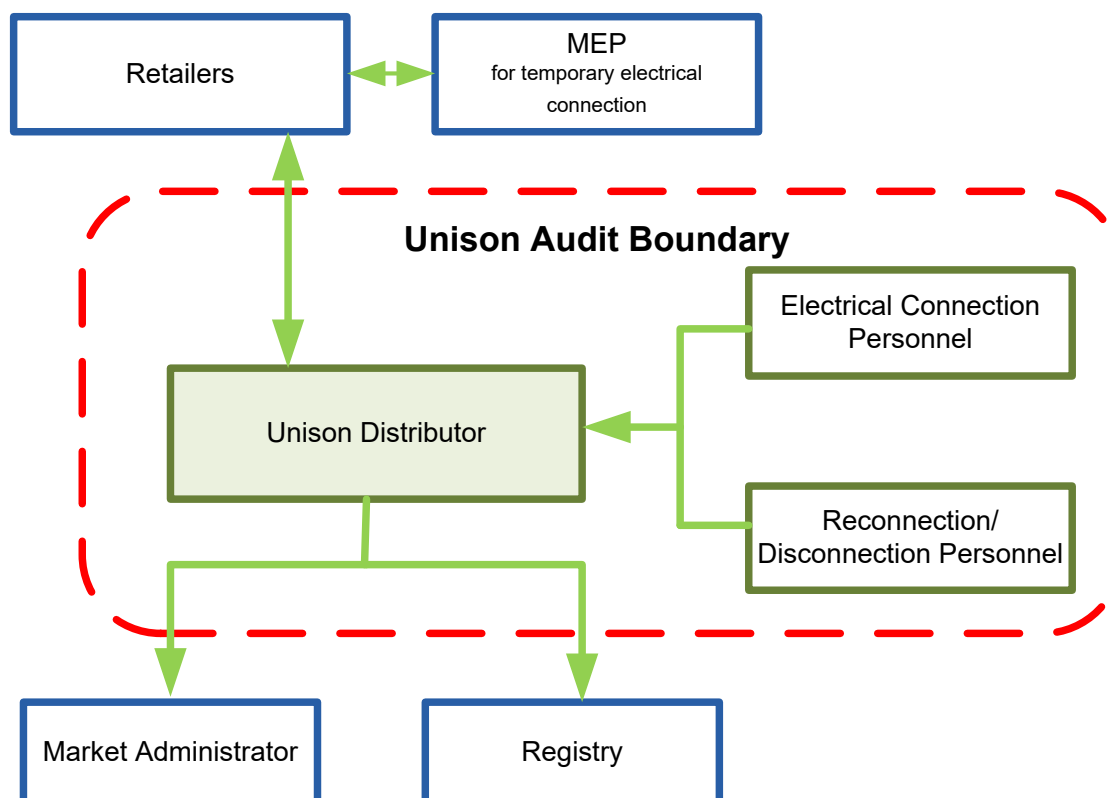 Retailers
MEP
for temporary electrical
connection
Unison Audit Boundary
Electrical Connection
Personnel
Unison Distributor
Reconnection/
Disconnection Personnel
Market Administrator
Registry